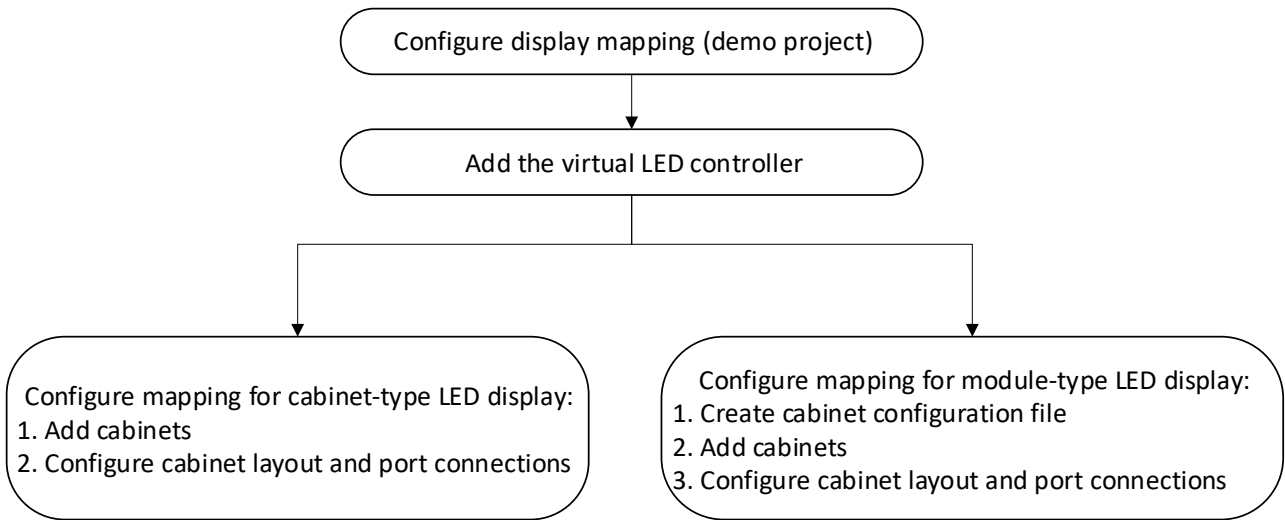 Configure display mapping (demo project)
Add the virtual LED controller
Configure mapping for cabinet-type LED display:
1. Add cabinets
2. Configure cabinet layout and port connections
Configure mapping for module-type LED display:
1. Create cabinet configuration file
2. Add cabinets
3. Configure cabinet layout and port connections